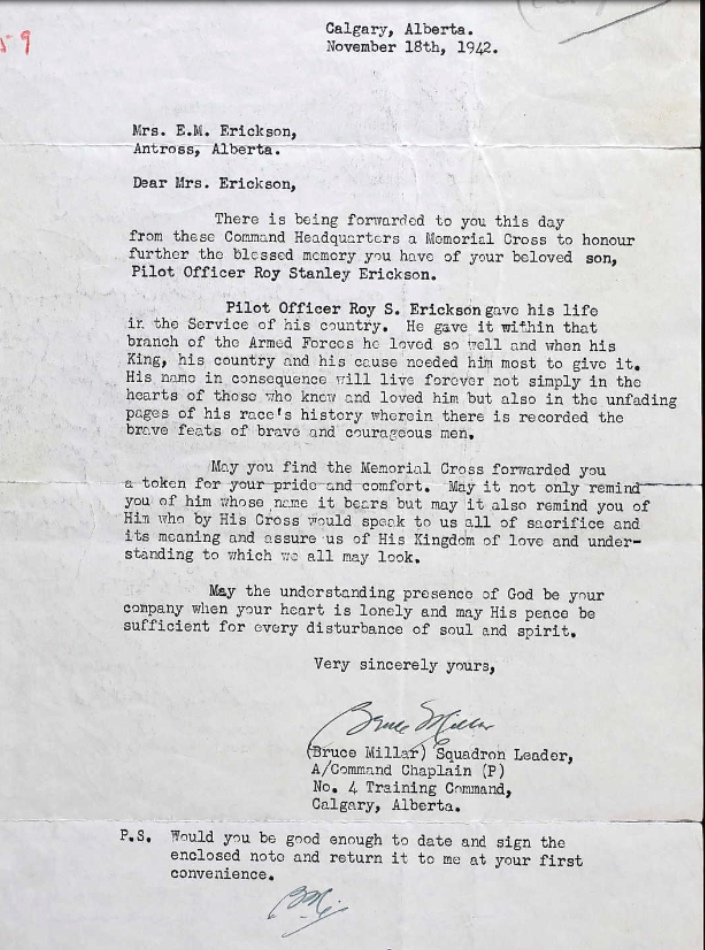 59
Calgary, Alberta.
November 18th, 1942.
Mrs. E.M. Erickson,
Antross, Alberta.
Dear Mrs. Erickson,
There is being forwarded to you this day
from these Command Headquarters a Memorial Cross to honour
further the blessed memory you have of your beloved son,
Pilot Officer Roy Stanley Erickson.
Pilot Officer Roy S. Erickson gave his life
in the Service of his country. He gave it within that
branch of the Armed Forces he loved so well and when his
King, his country and his cause needed him most to give it.
His name in consequence will live forever not simply in the
hearts of those who knew and loved him but also in the unfading
pages of his race's history wherein there is recorded the
brave feats of brave and courageous men.
May you find the Memorial Cross forwarded you
a token for your pride and comfort. May it not only remind
you of him whose name it bears but may it also remind you of
Him who by His Cross would speak to us all of sacrifice and
its meaning and assure us of His Kingdom of love and under-
standing to which we all may look.
May the understanding presence of God be your
company when your heart is lonely and may His peace be
sufficient for every disturbance of soul and spirit.
Very sincerely yours,
Bruce Millar
(Bruce Millar) Squadron Leader,
A/Command Chaplain (P)
No. 4 Training Command,
Calgary, Alberta.
P.S. Would you be good enough to date and sign the
enclosed note and return it to me at your first
convenience.